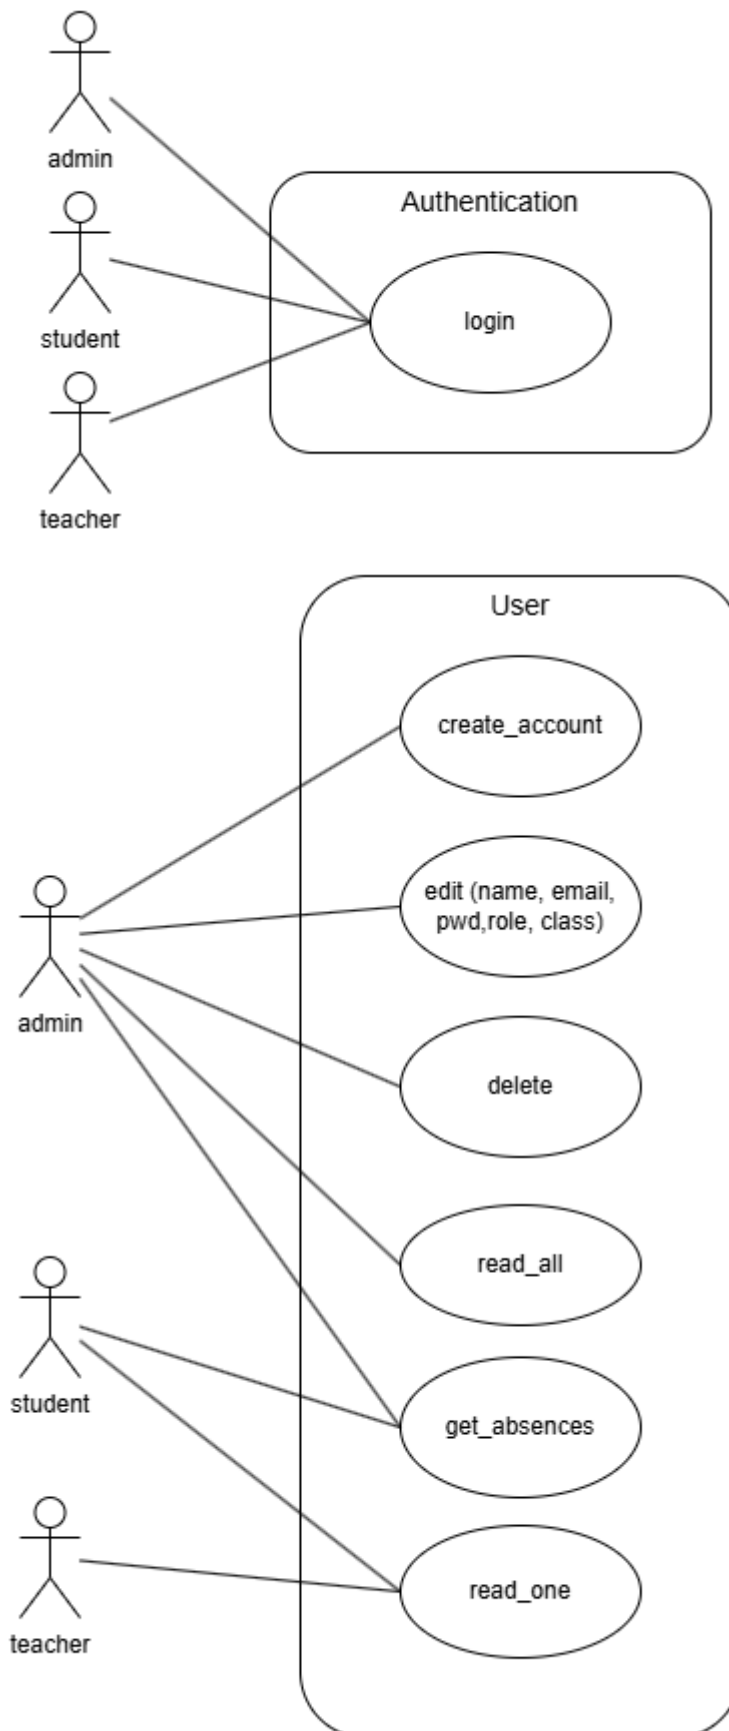 admin
Authentication
student
login
teacher
User
create_account
edit (name, email,
pwd,role, class)
admin
delete
read_all
student
get_absences
read_one
teacher